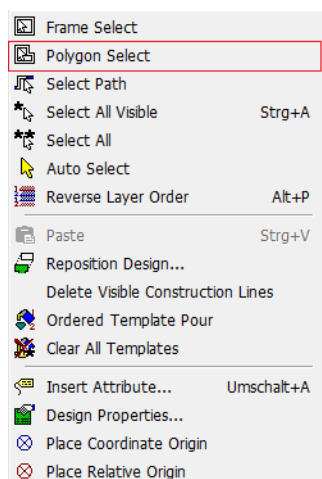 Frame Select
Polygon Select
Select Path
Select All Visible Strg+A
Select All
Auto Select
Reverse Layer Order Alt+P
Paste Strg+V
Reposition Design...
Delete Visible Construction Lines
Ordered Template Pour
Clear All Templates
Insert Attribute... Umschalt+A
Design Properties...
Place Coordinate Origin
Place Relative Origin